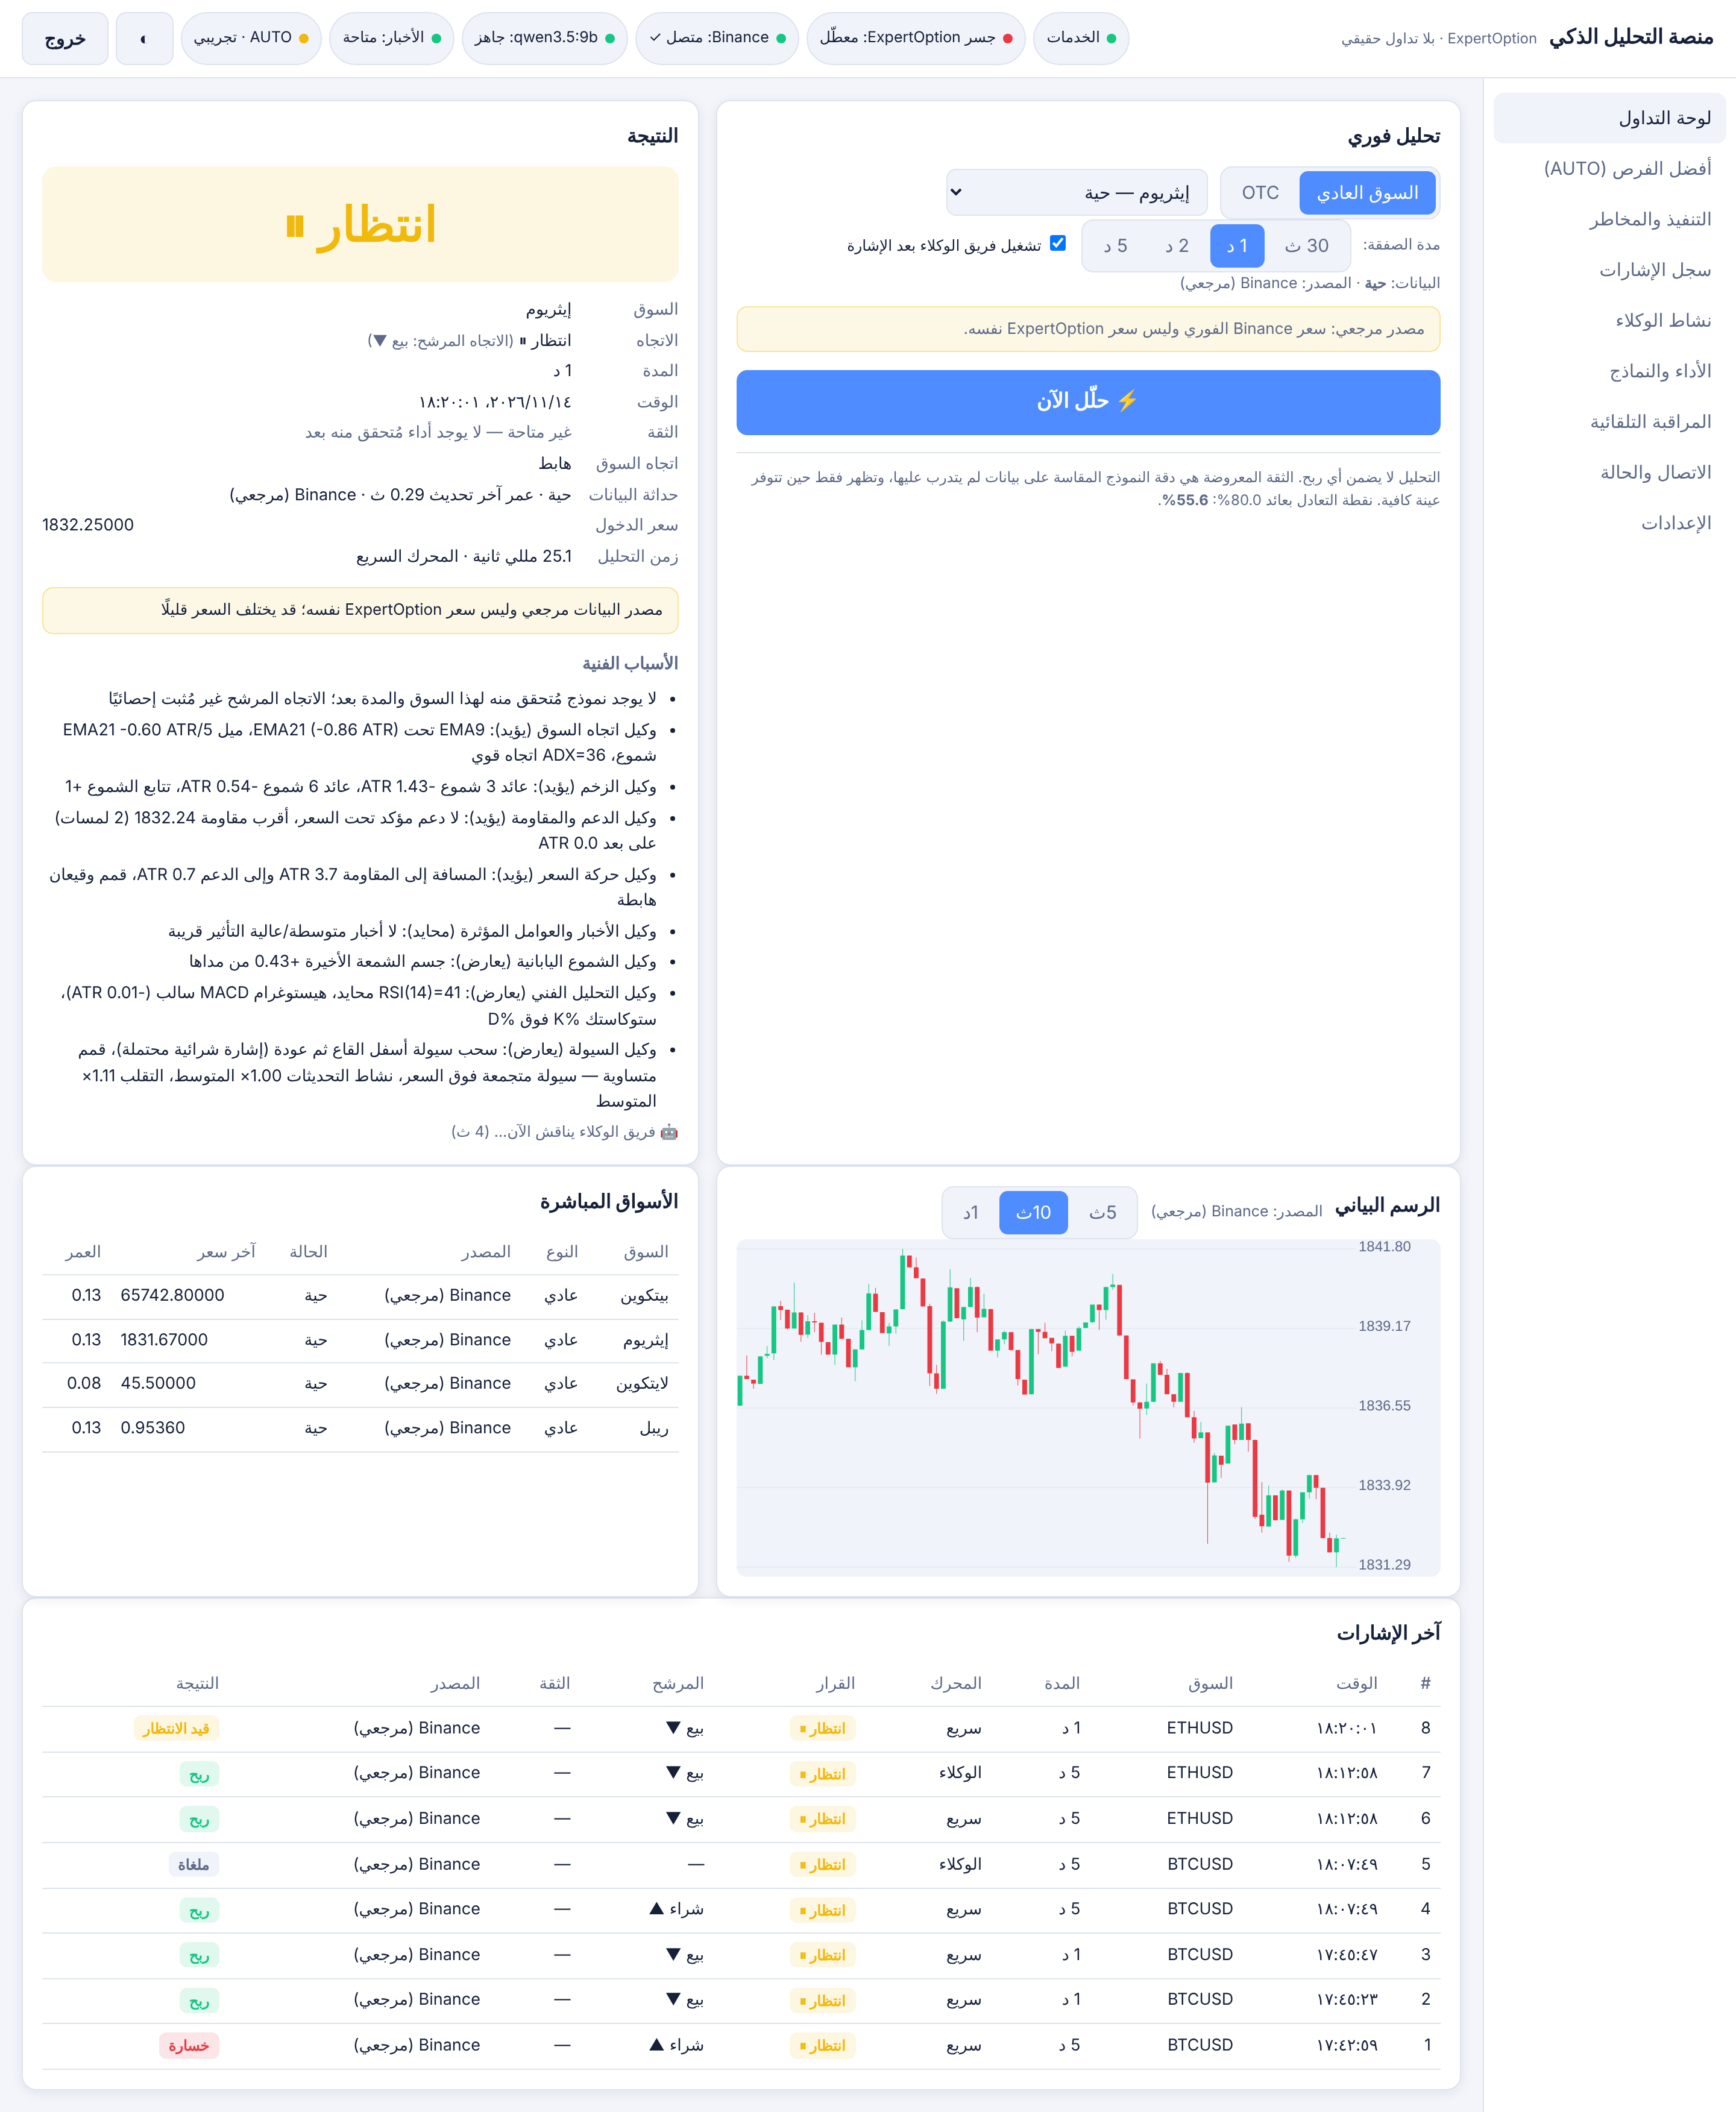 منصة التحليل الذكي
ExpertOption · بلا تداول حقيقي
الخدمات
جسر ExpertOption: معطّل
Binance: متصل ✓
qwen3.5:9b: جاهز
الأخبار: متاحة
AUTO · تجريبي
خروج
لوحة التداول
أفضل الفرص (AUTO)
التنفيذ والمخاطر
سجل الإشارات
نشاط الوكلاء
الأداء والنماذج
المراقبة التلقائية
الاتصال والحالة
الإعدادات
تحليل فوري
السوق العادي OTC إيثريوم — حية
مدة الصفقة: 30 ث 1 د 2 د 5 د تشغيل فريق الوكلاء بعد الإشارة
البيانات: حية · المصدر: Binance (مرجعي)
مصدر مرجعي: سعر Binance الفوري وليس سعر ExpertOption نفسه.
⚡ حلّل الآن
التحليل لا يضمن أي ربح. الثقة المعروضة هي دقة النموذج المقاسة على بيانات لم يتدرب عليها، وتظهر فقط حين تتوفر
عينة كافية. نقطة التعادل بعائد 80.0%: 55.6%.
النتيجة
انتظار ⏸
السوق إيثريوم
الاتجاه انتظار ⏸ (الاتجاه المرشح: بيع ▼)
المدة 1 د
الوقت ٢٠٢٦/١١/١٤، ١٨:٢٠:٠١
الثقة غير متاحة — لا يوجد أداء مُتحقق منه بعد
اتجاه السوق هابط
حداثة البيانات حية · عمر آخر تحديث 0.29 ث · Binance (مرجعي)
سعر الدخول 1832.25000
زمن التحليل 25.1 مللي ثانية · المحرك السريع
مصدر البيانات مرجعي وليس سعر ExpertOption نفسه؛ قد يختلف السعر قليلًا
الأسباب الفنية
• لا يوجد نموذج مُتحقق منه لهذا السوق والمدة بعد؛ الاتجاه المرشح غير مُثبت إحصائيًا
• وكيل اتجاه السوق (يؤيد): EMA9 تحت EMA21 (-0.86 ATR)، ميل EMA21 -0.60 ATR/5
شموع، ADX=36 اتجاه قوي
• وكيل الزخم (يؤيد): عائد 3 شموع -1.43 ATR، عائد 6 شموع -0.54 ATR، تتابع الشموع +1
• وكيل الدعم والمقاومة (يؤيد): لا دعم مؤكد تحت السعر، أقرب مقاومة 1832.24 (2 لمسات)
على بعد 0.0 ATR
• وكيل حركة السعر (يؤيد): المسافة إلى المقاومة 3.7 ATR وإلى الدعم 0.7 ATR، قمم وقيعان
هابطة
• وكيل الأخبار والعوامل المؤثرة (محايد): لا أخبار متوسطة/عالية التأثير قريبة
• وكيل الشموع اليابانية (يعارض): جسم الشمعة الأخيرة +0.43 من مداها
• وكيل التحليل الفني (يعارض): RSI(14)=41 محايد، هيستوغرام MACD سالب (-0.01 ATR)،
ستوكاستك %K فوق %D
• وكيل السيولة (يعارض): سحب سيولة أسفل القاع ثم عودة (إشارة شرائية محتملة)، قمم
متساوية — سيولة متجمعة فوق السعر، نشاط التحديثات 1.00× المتوسط، التقلب 1.11×
المتوسط
🤖 فريق الوكلاء يناقش الآن... (4 ث)
الرسم البياني المصدر: Binance (مرجعي) 5ث 10ث 1د
1841.80
1839.17
1836.55
1833.92
1831.29
الأسواق المباشرة
السوق النوع المصدر الحالة آخر سعر العمر
بيتكوين عادي Binance (مرجعي) حية 65742.80000 0.13
إيثريوم عادي Binance (مرجعي) حية 1831.67000 0.13
لايتكوين عادي Binance (مرجعي) حية 45.50000 0.08
ريبل عادي Binance (مرجعي) حية 0.95360 0.13
آخر الإشارات
# الوقت السوق المدة المحرك القرار المرشح الثقة المصدر النتيجة
8 ١٨:٢٠:٠١ ETHUSD 1 د سريع انتظار ⏸ بيع ▼ — Binance (مرجعي) قيد الانتظار
7 ١٨:١٢:٥٨ ETHUSD 5 د الوكلاء انتظار ⏸ بيع ▼ — Binance (مرجعي) ربح
6 ١٨:١٢:٥٨ ETHUSD 5 د سريع انتظار ⏸ بيع ▼ — Binance (مرجعي) ربح
5 ١٨:٠٧:٤٩ BTCUSD 5 د الوكلاء انتظار ⏸ — — Binance (مرجعي) ملغاة
4 ١٨:٠٧:٤٩ BTCUSD 5 د سريع انتظار ⏸ شراء ▲ — Binance (مرجعي) ربح
3 ١٧:٤٥:٤٧ BTCUSD 1 د سريع انتظار ⏸ بيع ▼ — Binance (مرجعي) ربح
2 ١٧:٤٥:٢٣ BTCUSD 1 د سريع انتظار ⏸ بيع ▼ — Binance (مرجعي) ربح
1 ١٧:٤٢:٥٩ BTCUSD 5 د سريع انتظار ⏸ شراء ▲ — Binance (مرجعي) خسارة